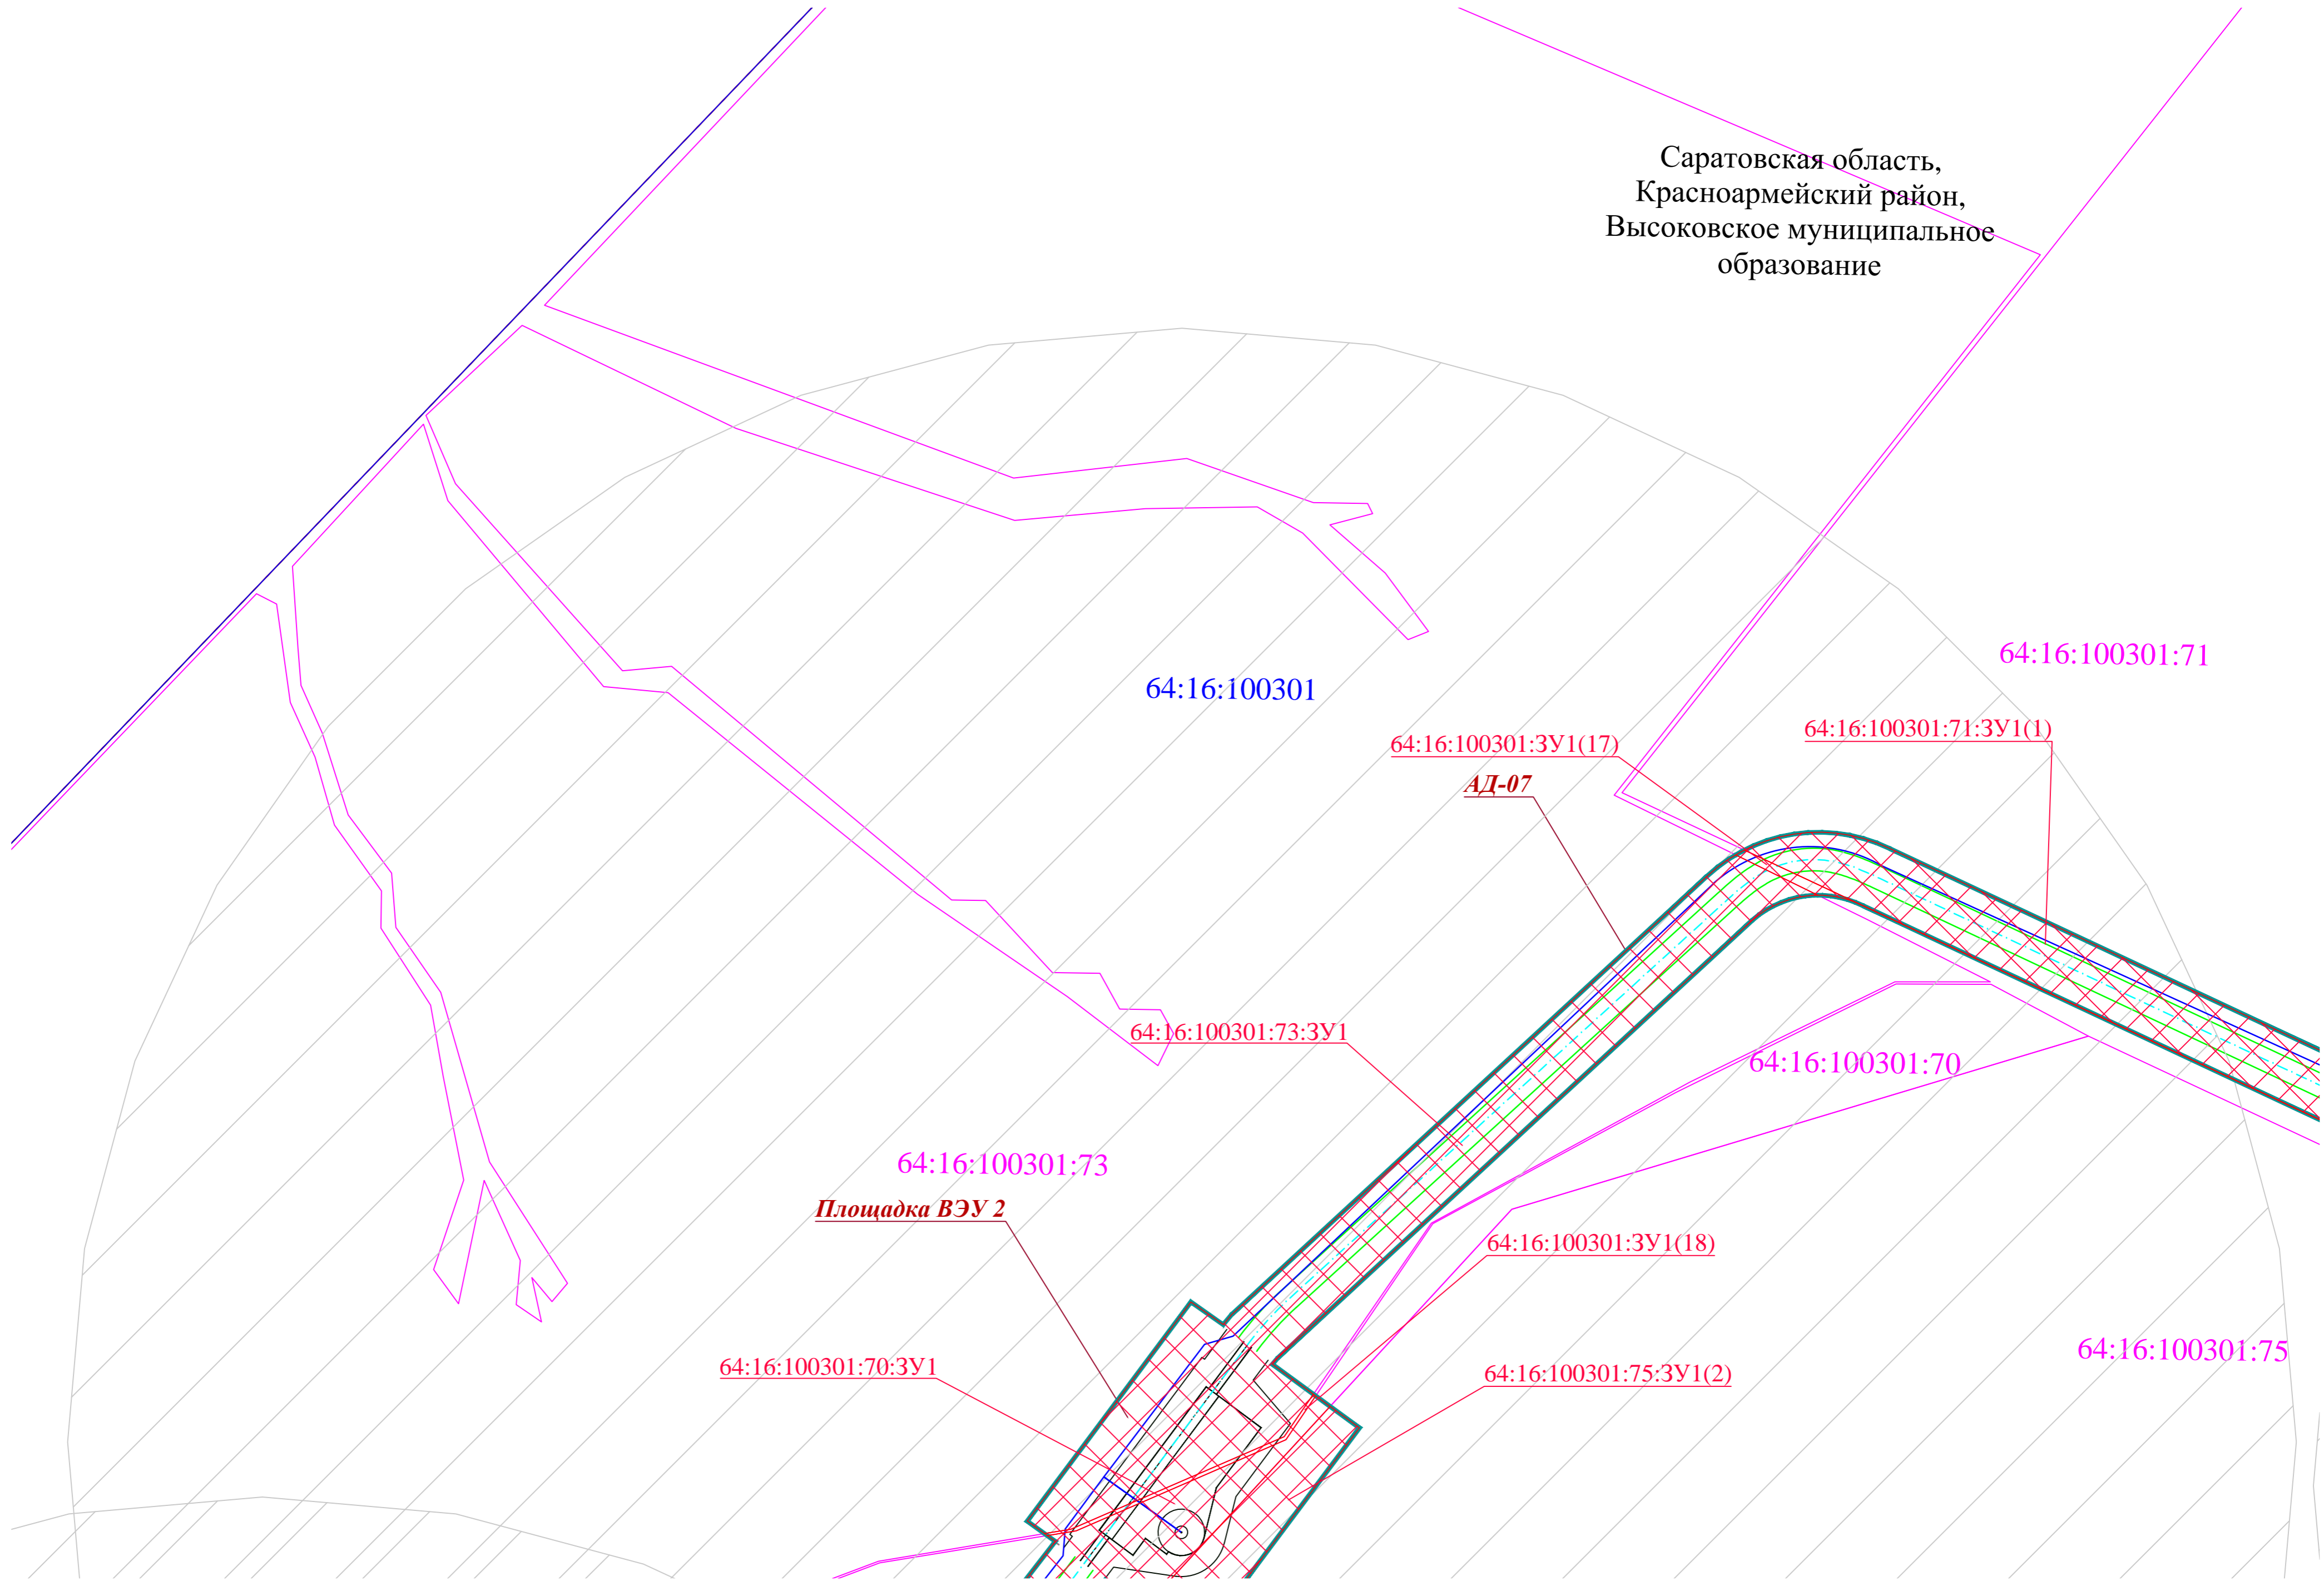 Саратовская область,
Красноармейский район,
Высоковское муниципальное
образование
64:16:100301:71
64:16:100301
64:16:100301:71:ЗУ1(1)
64:16:100301:ЗУ1(17)
АД-07
64:16:100301:73:ЗУ1
64:16:100301:70
64:16:100301:73
Площадка ВЭУ 2
64:16:100301:ЗУ1(18)
64:16:100301:75
64:16:100301:70:ЗУ1
64:16:100301:75:ЗУ1(2)